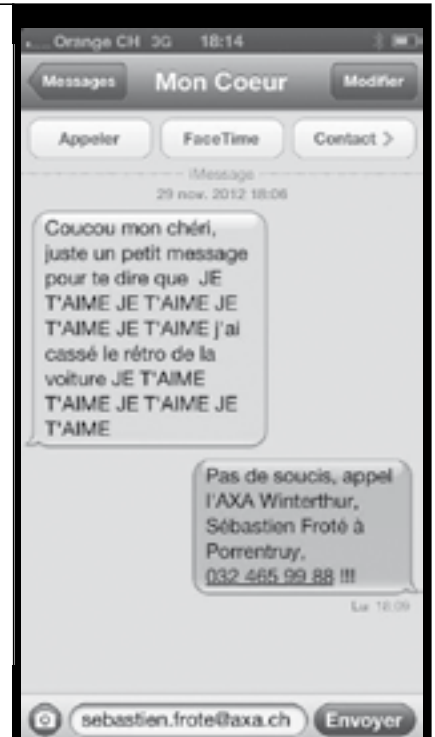 Orange CH 3G 18:14
Messages Mon Coeur Modifier
Appeler FaceTime Contact >
iMessage
29 nov. 2012 18:06
Coucou mon chéri,
juste un petit message
pour te dire que JE
T'AIME JE T'AIME JE
T'AIME JE T'AIME j'ai
cassé le rétro de la
voiture JE T'AIME
T'AIME JE T'AIME JE
T'AIME
Pas de soucis, appel
l'AXA Winterthur,
Sébastien Froté à
Porrentruy,
032 465 99 88 !!!
Lu: 18:09
sebastien.frote@axa.ch Envoyer